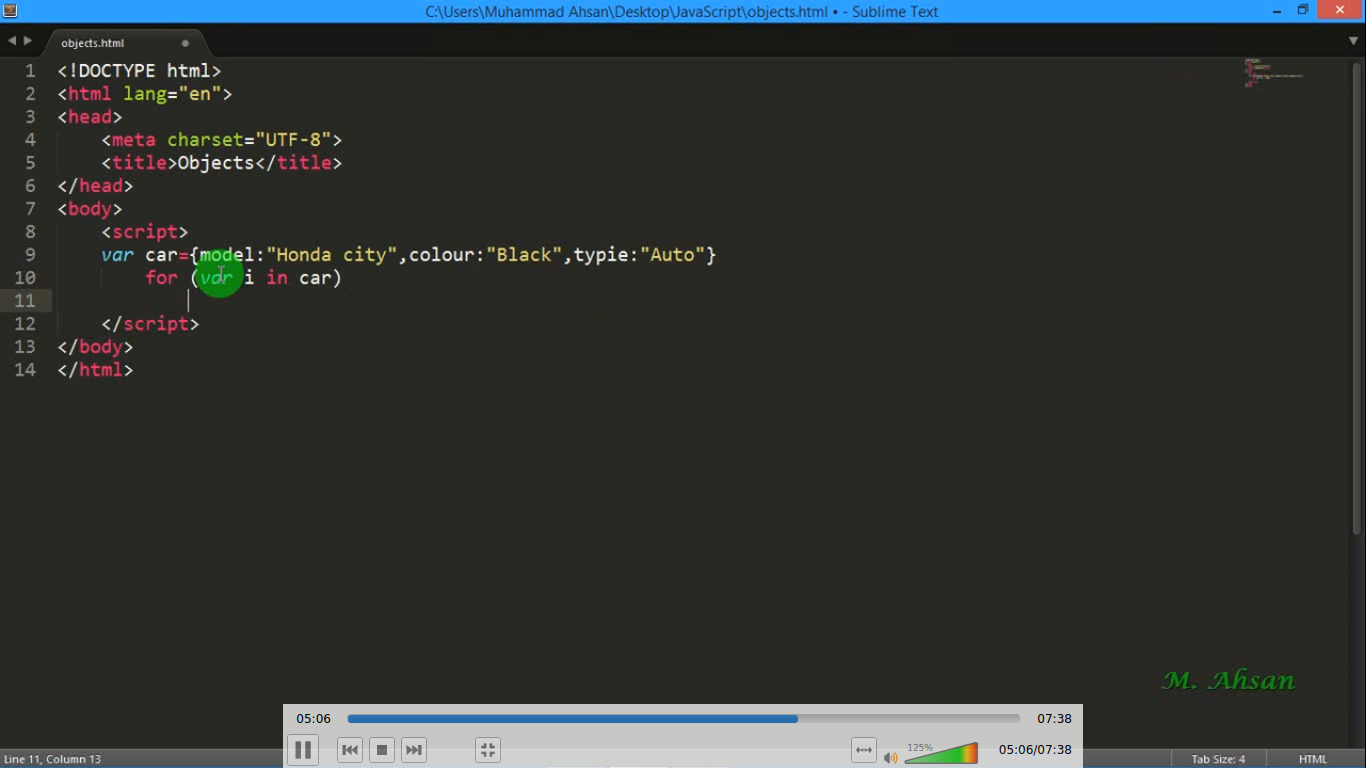 C:\Users\Muhammad Ahsan\Desktop\JavaScript\objects.html • - Sublime Text
objects.html
1 <!DOCTYPE html>
2 <html lang="en">
3 <head>
4 <meta charset="UTF-8">
5 <title>Objects</title>
6 </head>
7 <body>
8 <script>
9 var car={model:"Honda city",colour:"Black",typie:"Auto"}
10 for (var i in car)
11
12 </script>
13 </body>
14 </html>
M. Ahsan
05:06 07:38
125% 05:06/07:38
Line 11, Column 13 Tab Size: 4 HTML